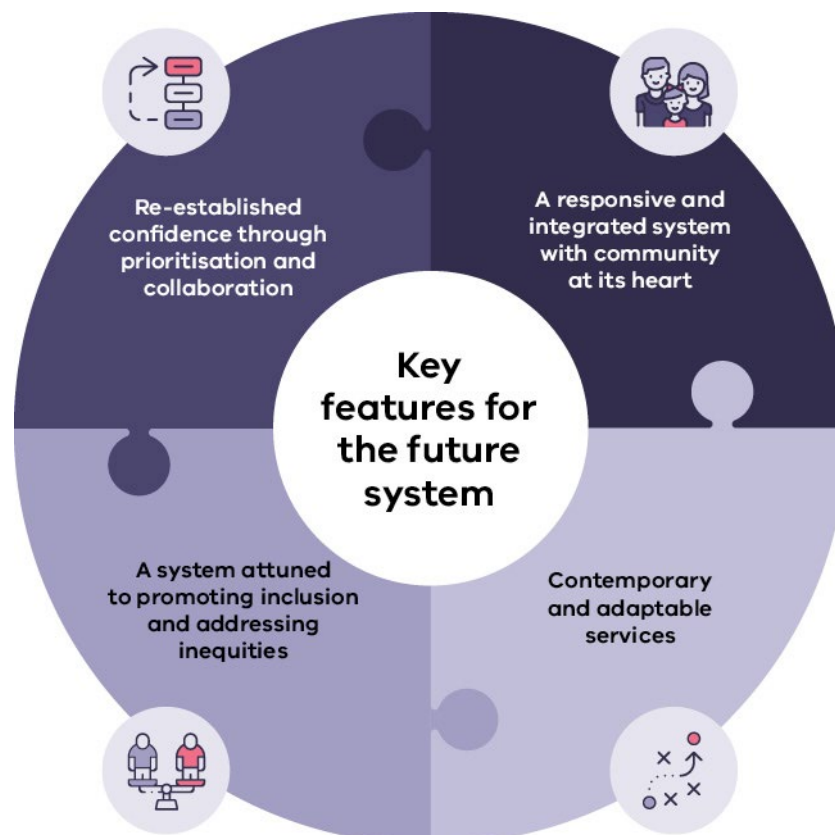 Re-established
confidence through
prioritisation and
collaboration
A responsive and
integrated system
with community
at its heart
Key
features for
the future
system
A system attuned
to promoting inclusion
and addressing
inequities
Contemporary
and adaptable
services